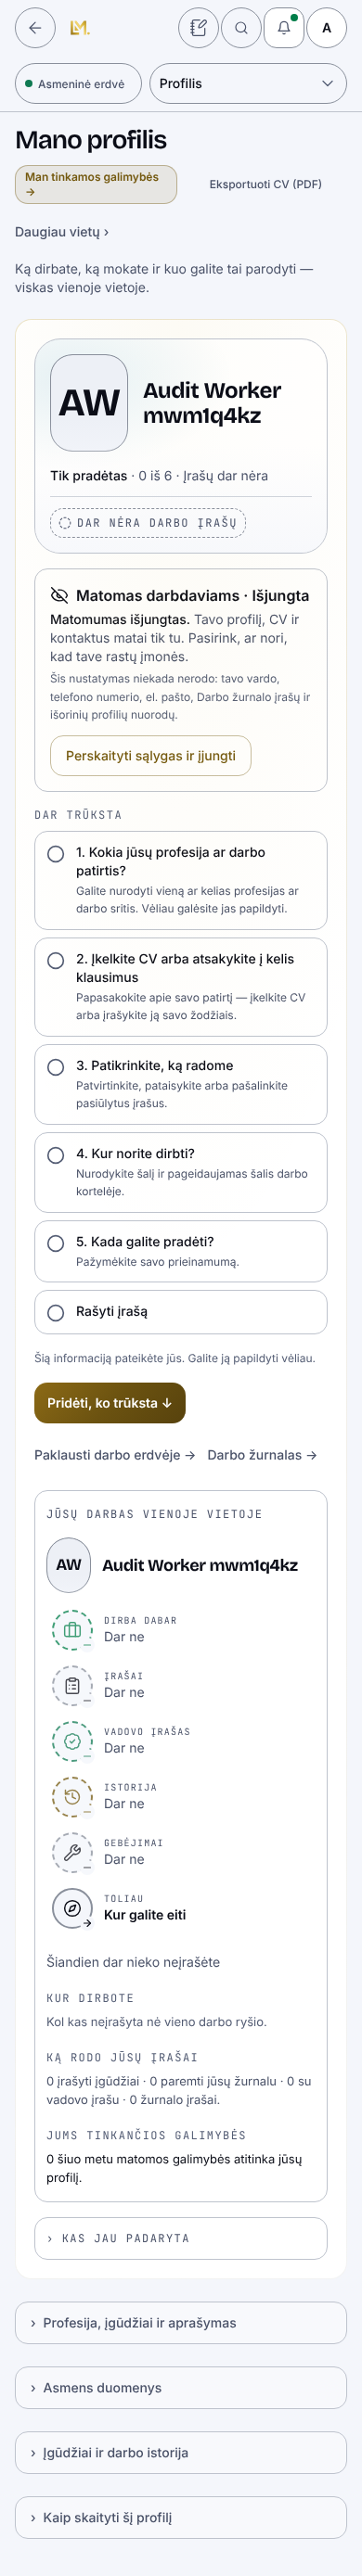 LM.
A
Asmeninė erdvė
Profilis
Mano profilis
Man tinkamos galimybės
→
Eksportuoti CV (PDF)
Daugiau vietų ›
Ką dirbate, ką mokate ir kuo galite tai parodyti —
viskas vienoje vietoje.
AW
Audit Worker
mwm1q4kz
Tik pradėtas · 0 iš 6 · Įrašų dar nėra
DAR NĖRA DARBO ĮRAŠŲ
Matomas darbdaviams · Išjungta
Matomumas išjungtas. Tavo profilį, CV ir
kontaktus matai tik tu. Pasirink, ar nori,
kad tave rastų įmonės.
Šis nustatymas niekada nerodo: tavo vardo,
telefono numerio, el. pašto, Darbo žurnalo įrašų ir
išorinių profilių nuorodų.
Perskaityti sąlygas ir įjungti
DAR TRŪKSTA
1. Kokia jūsų profesija ar darbo
patirtis?
Galite nurodyti vieną ar kelias profesijas ar
darbo sritis. Vėliau galėsite jas papildyti.
2. Įkelkite CV arba atsakykite į kelis
klausimus
Papasakokite apie savo patirtį — įkelkite CV
arba įrašykite ją savo žodžiais.
3. Patikrinkite, ką radome
Patvirtinkite, pataisykite arba pašalinkite
pasiūlytus įrašus.
4. Kur norite dirbti?
Nurodykite šalį ir pageidaujamas šalis darbo
kortelėje.
5. Kada galite pradėti?
Pažymėkite savo prieinamumą.
Rašyti įrašą
Šią informaciją pateikėte jūs. Galite ją papildyti vėliau.
Pridėti, ko trūksta ↓
Paklausti darbo erdvėje → Darbo žurnalas →
JŪSŲ DARBAS VIENOJE VIETOJE
AW
Audit Worker mwm1q4kz
DIRBA DABAR
Dar ne
ĮRAŠAI
Dar ne
VADOVO ĮRAŠAS
Dar ne
ISTORIJA
Dar ne
GEBĖJIMAI
Dar ne
TOLIAU
Kur galite eiti
Šiandien dar nieko neįrašėte
KUR DIRBOTE
Kol kas neįrašyta nė vieno darbo ryšio.
KĄ RODO JŪSŲ ĮRAŠAI
0 įrašyti įgūdžiai · 0 paremti jūsų žurnalu · 0 su
vadovo įrašu · 0 žurnalo įrašai.
JUMS TINKANČIOS GALIMYBĖS
0 šiuo metu matomos galimybės atitinka jūsų
profilį.
› KAS JAU PADARYTA
› Profesija, įgūdžiai ir aprašymas
› Asmens duomenys
› Įgūdžiai ir darbo istorija
› Kaip skaityti šį profilį